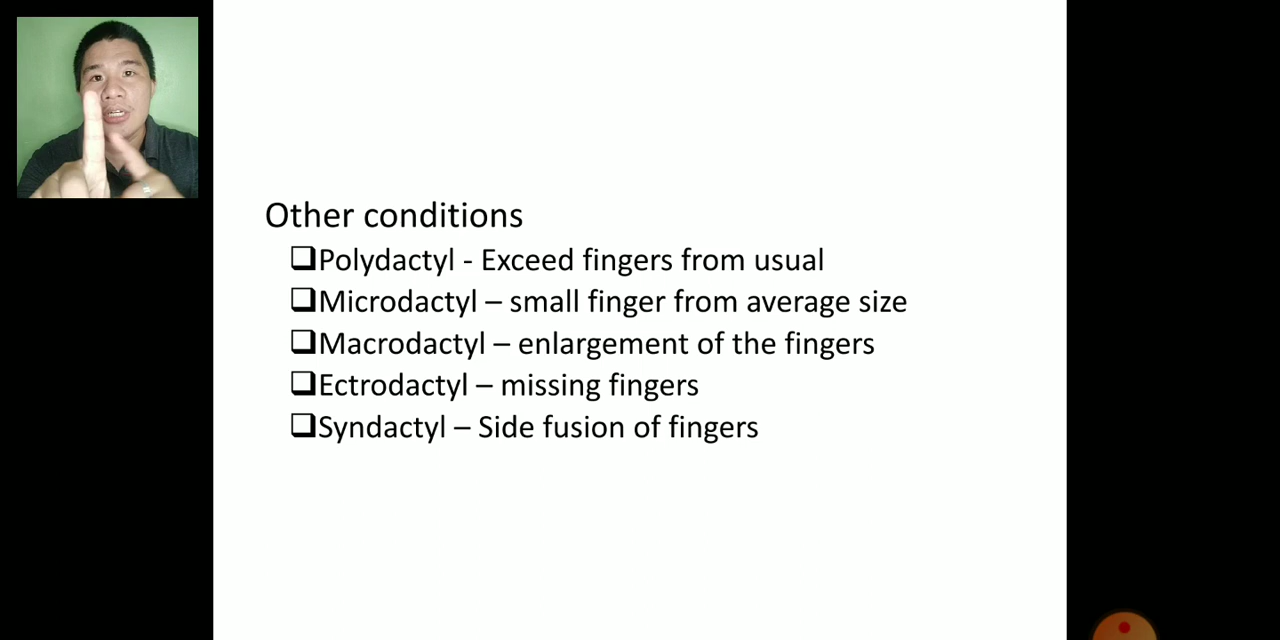 Other conditions
❑Polydactyl - Exceed fingers from usual
❑Microdactyl – small finger from average size
❑Macrodactyl – enlargement of the fingers
❑Ectrodactyl – missing fingers
❑Syndactyl – Side fusion of fingers